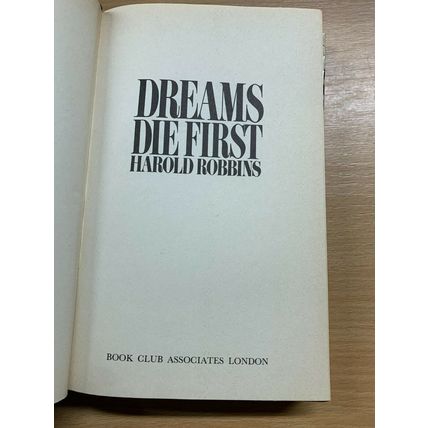 DREAMS
DIE FIRST
HAROLD ROBBINS
BOOK CLUB ASSOCIATES LONDON